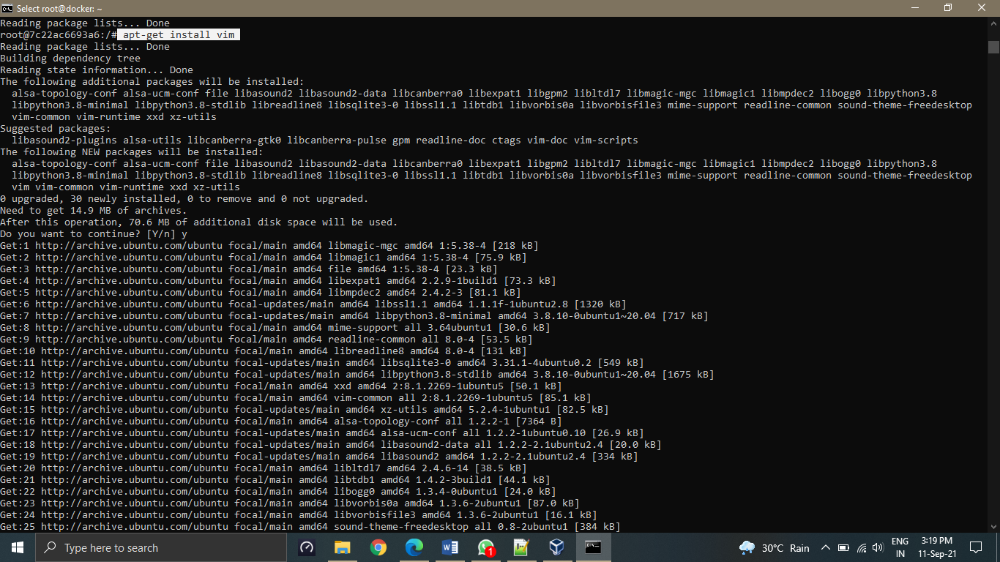 Select root@docker: ~
Reading package lists... Done
root@7c22ac6693a6:/# apt-get install vim
Reading package lists... Done
Building dependency tree
Reading state information... Done
The following additional packages will be installed:
  alsa-topology-conf alsa-ucm-conf file libasound2 libasound2-data libcanberra0 libexpat1 libgpm2 libltdl7 libmagic-mgc libmagic1 libmpdec2 libogg0 libpython3.8
  libpython3.8-minimal libpython3.8-stdlib libreadline8 libsqlite3-0 libssl1.1 libtdb1 libvorbis0a libvorbisfile3 mime-support readline-common sound-theme-freedesktop
  vim-common vim-runtime xxd xz-utils
Suggested packages:
  libasound2-plugins alsa-utils libcanberra-gtk0 libcanberra-pulse gpm readline-doc ctags vim-doc vim-scripts
The following NEW packages will be installed:
  alsa-topology-conf alsa-ucm-conf file libasound2 libasound2-data libcanberra0 libexpat1 libgpm2 libltdl7 libmagic-mgc libmagic1 libmpdec2 libogg0 libpython3.8
  libpython3.8-minimal libpython3.8-stdlib libreadline8 libsqlite3-0 libssl1.1 libtdb1 libvorbis0a libvorbisfile3 mime-support readline-common sound-theme-freedesktop
  vim vim-common vim-runtime xxd xz-utils
0 upgraded, 30 newly installed, 0 to remove and 0 not upgraded.
Need to get 14.9 MB of archives.
After this operation, 70.6 MB of additional disk space will be used.
Do you want to continue? [Y/n] y
Get:1 http://archive.ubuntu.com/ubuntu focal/main amd64 libmagic-mgc amd64 1:5.38-4 [218 kB]
Get:2 http://archive.ubuntu.com/ubuntu focal/main amd64 libmagic1 amd64 1:5.38-4 [75.9 kB]
Get:3 http://archive.ubuntu.com/ubuntu focal/main amd64 file amd64 1:5.38-4 [23.3 kB]
Get:4 http://archive.ubuntu.com/ubuntu focal/main amd64 libexpat1 amd64 2.2.9-1build1 [73.3 kB]
Get:5 http://archive.ubuntu.com/ubuntu focal/main amd64 libmpdec2 amd64 2.4.2-3 [81.1 kB]
Get:6 http://archive.ubuntu.com/ubuntu focal-updates/main amd64 libssl1.1 amd64 1.1.1f-1ubuntu2.8 [1320 kB]
Get:7 http://archive.ubuntu.com/ubuntu focal-updates/main amd64 libpython3.8-minimal amd64 3.8.10-0ubuntu1~20.04 [717 kB]
Get:8 http://archive.ubuntu.com/ubuntu focal/main amd64 mime-support all 3.64ubuntu1 [30.6 kB]
Get:9 http://archive.ubuntu.com/ubuntu focal/main amd64 readline-common all 8.0-4 [53.5 kB]
Get:10 http://archive.ubuntu.com/ubuntu focal/main amd64 libreadline8 amd64 8.0-4 [131 kB]
Get:11 http://archive.ubuntu.com/ubuntu focal-updates/main amd64 libsqlite3-0 amd64 3.31.1-4ubuntu0.2 [549 kB]
Get:12 http://archive.ubuntu.com/ubuntu focal-updates/main amd64 libpython3.8-stdlib amd64 3.8.10-0ubuntu1~20.04 [1675 kB]
Get:13 http://archive.ubuntu.com/ubuntu focal/main amd64 xxd amd64 2:8.1.2269-1ubuntu5 [50.1 kB]
Get:14 http://archive.ubuntu.com/ubuntu focal/main amd64 vim-common all 2:8.1.2269-1ubuntu5 [85.1 kB]
Get:15 http://archive.ubuntu.com/ubuntu focal-updates/main amd64 xz-utils amd64 5.2.4-1ubuntu1 [82.5 kB]
Get:16 http://archive.ubuntu.com/ubuntu focal/main amd64 alsa-topology-conf all 1.2.2-1 [7364 B]
Get:17 http://archive.ubuntu.com/ubuntu focal-updates/main amd64 alsa-ucm-conf all 1.2.2-1ubuntu0.10 [26.9 kB]
Get:18 http://archive.ubuntu.com/ubuntu focal-updates/main amd64 libasound2-data all 1.2.2-2.1ubuntu2.4 [20.0 kB]
Get:19 http://archive.ubuntu.com/ubuntu focal-updates/main amd64 libasound2 amd64 1.2.2-2.1ubuntu2.4 [334 kB]
Get:20 http://archive.ubuntu.com/ubuntu focal/main amd64 libltdl7 amd64 2.4.6-14 [38.5 kB]
Get:21 http://archive.ubuntu.com/ubuntu focal/main amd64 libtdb1 amd64 1.4.2-3build1 [44.1 kB]
Get:22 http://archive.ubuntu.com/ubuntu focal/main amd64 libogg0 amd64 1.3.4-0ubuntu1 [24.0 kB]
Get:23 http://archive.ubuntu.com/ubuntu focal/main amd64 libvorbis0a amd64 1.3.6-2ubuntu1 [87.0 kB]
Get:24 http://archive.ubuntu.com/ubuntu focal/main amd64 libvorbisfile3 amd64 1.3.6-2ubuntu1 [16.1 kB]
Get:25 http://archive.ubuntu.com/ubuntu focal/main amd64 sound-theme-freedesktop all 0.8-2ubuntu1 [384 kB]
Type here to search
1
30°C Rain
ENG
IN
3:19 PM
11-Sep-21